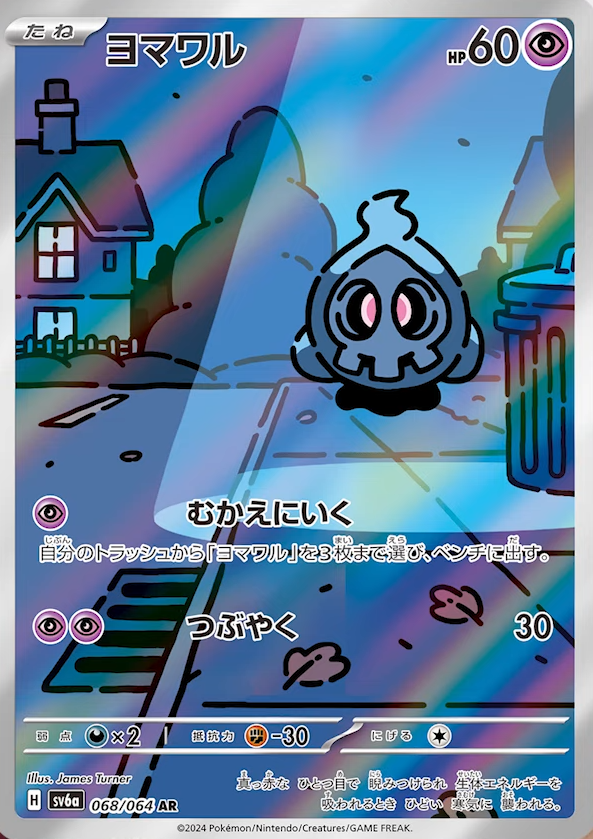 たね ヨマワル HP60
むかえにいく
自分のトラッシュから「ヨマワル」を3枚まで選び、ベンチに出す。
つぶやく 30
弱点 ×2 抵抗力 -30 にげる
Illus. James Turner
H sv6a 068/064 AR
真っ赤な ひとつ目で 睨みつけられ 生体エネルギーを
吸われるとき ひどい 寒気に 襲われる。
©2024 Pokémon/Nintendo/Creatures/GAME FREAK.